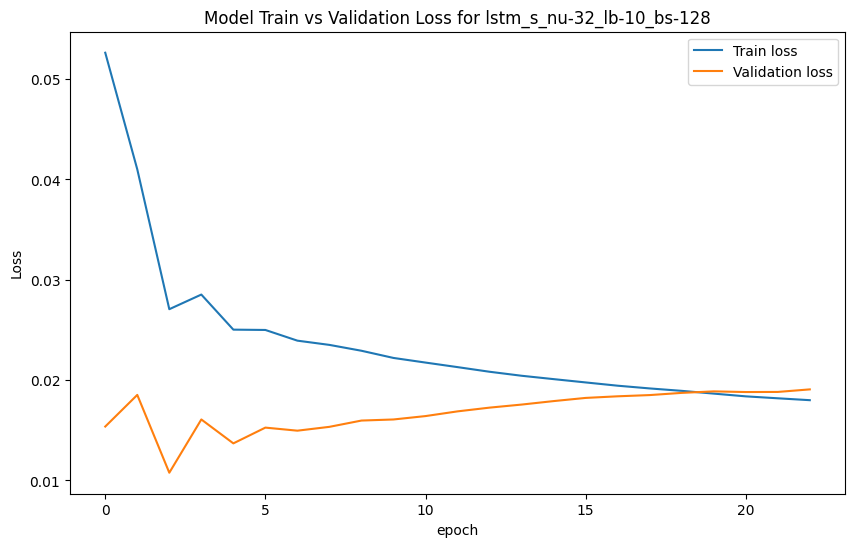 Model Train vs Validation Loss for lstm_s_nu-32_lb-10_bs-128
Train loss
Validation loss
0.05
0.04
0.03
0.02
0.01
Loss
0
5
10
15
20
epoch